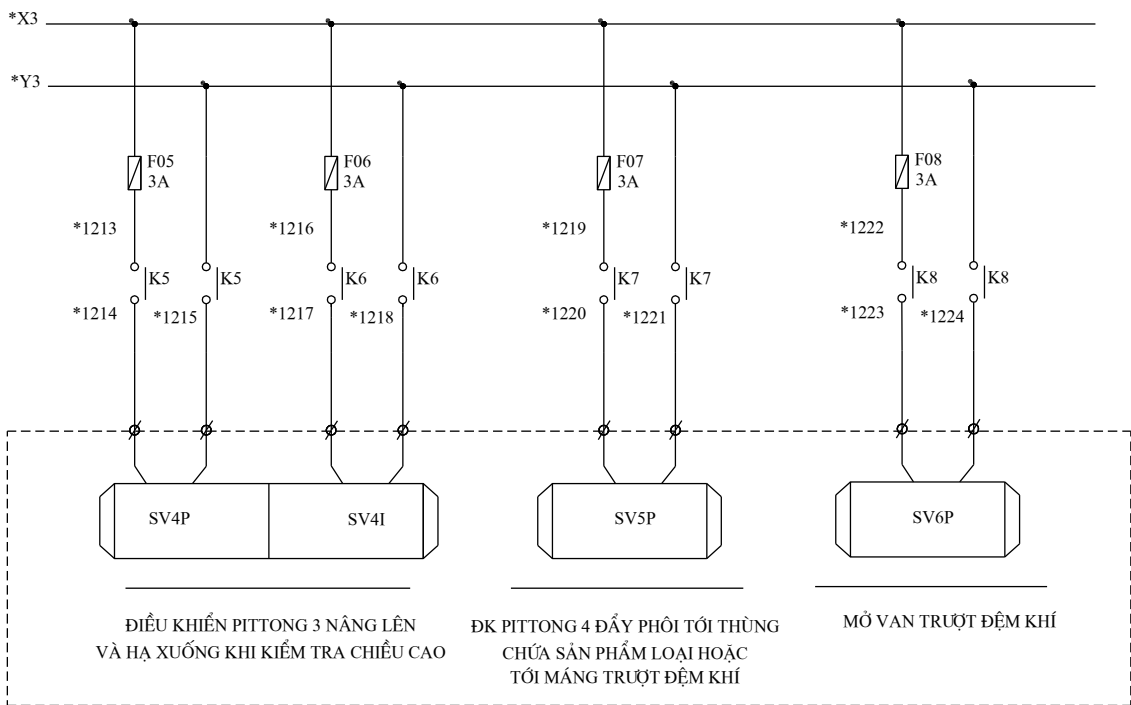 *X3
*Y3
F05
3A
F06
3A
F07
3A
F08
3A
*1213
*1216
*1219
*1222
K5
K5
K6
K6
K7
K7
K8
K8
*1214
*1215
*1217
*1218
*1220
*1221
*1223
*1224
SV4P
SV4I
SV5P
SV6P
ĐIỀU KHIỂN PITTONG 3 NÂNG LÊN
VÀ HẠ XUỐNG KHI KIỂM TRA CHIỀU CAO
ĐK PITTONG 4 ĐẨY PHÔI TỚI THÙNG
CHỨA SẢN PHẨM LOẠI HOẶC
TỚI MÁNG TRƯỢT ĐỆM KHÍ
MỞ VAN TRƯỢT ĐỆM KHÍ